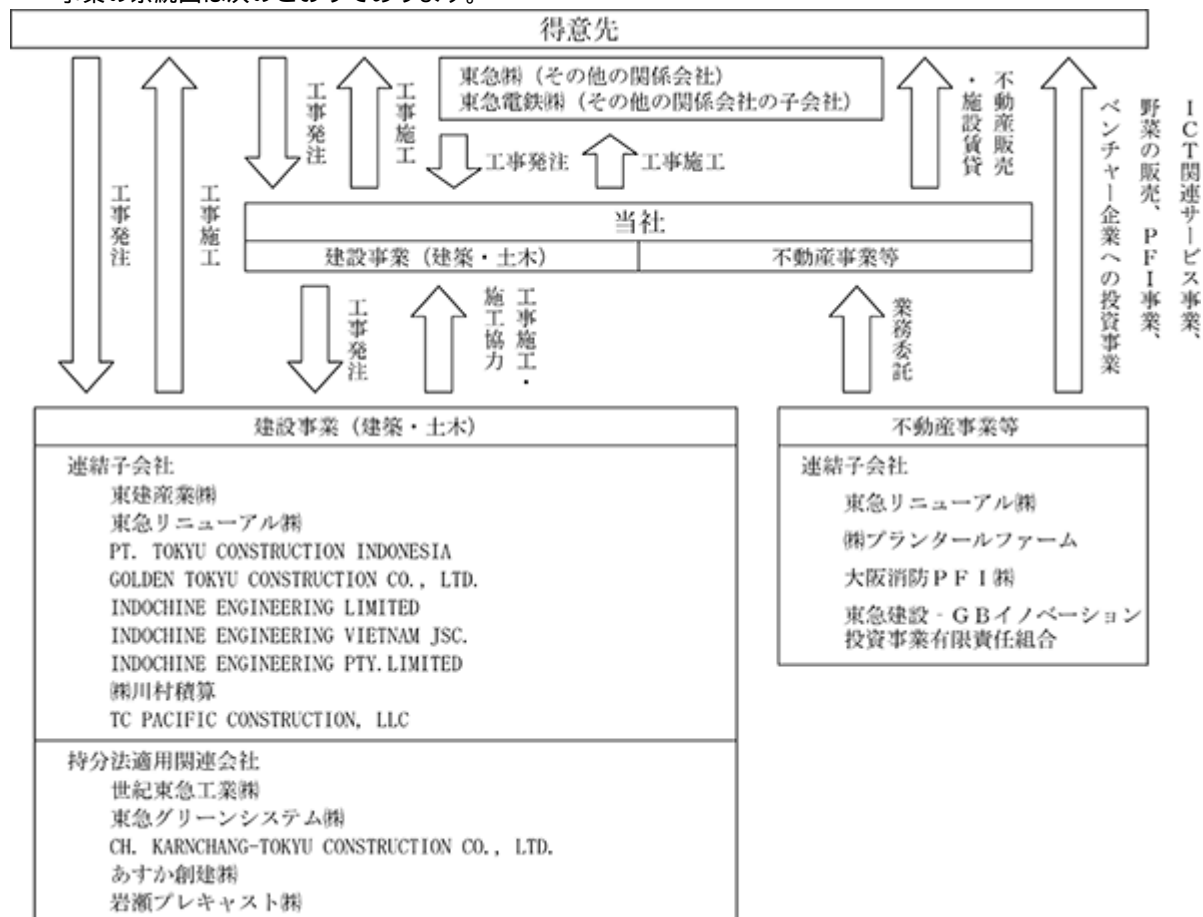 事業の系統図は次のとおりであります。
得意先
東急㈱（その他の関係会社）
東急電鉄㈱（その他の関係会社の子会社）
工事発注
工事施工
工事発注
工事施工
工事発注
工事施工
不動産販売
・施設賃貸
ＩＣＴ関連サービス事業、
野菜の販売、ＰＦＩ事業、
ベンチャー企業への投資事業
当社
建設事業（建築・土木）
不動産事業等
工事発注
工事施工・
施工協力
業務委託
建設事業（建築・土木）
連結子会社
東建産業㈱
東急リニューアル㈱
PT. TOKYU CONSTRUCTION INDONESIA
GOLDEN TOKYU CONSTRUCTION CO., LTD.
INDOCHINE ENGINEERING LIMITED
INDOCHINE ENGINEERING VIETNAM JSC.
INDOCHINE ENGINEERING PTY.LIMITED
㈱川村積算
TC PACIFIC CONSTRUCTION, LLC
持分法適用関連会社
世紀東急工業㈱
東急グリーンシステム㈱
CH. KARNCHANG-TOKYU CONSTRUCTION CO., LTD.
あすか創建㈱
岩瀬プレキャスト㈱
不動産事業等
連結子会社
東急リニューアル㈱
㈱プランタールファーム
大阪消防ＰＦＩ㈱
東急建設‐ＧＢイノベーション
投資事業有限責任組合